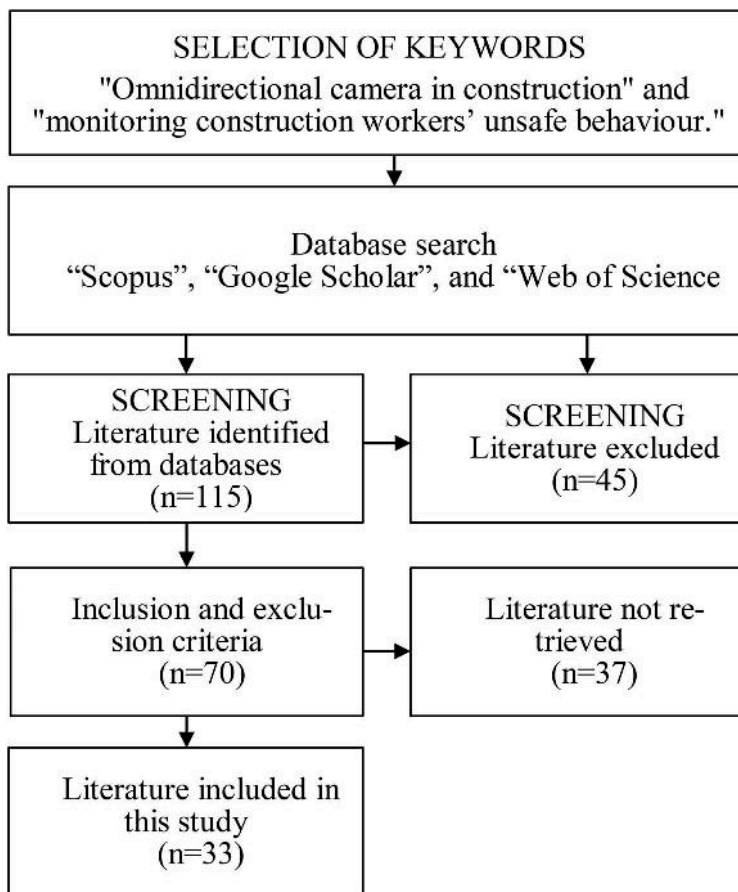 SELECTION OF KEYWORDS
"Omnidirectional camera in construction" and
"monitoring construction workers’ unsafe behaviour."
Database search
“Scopus”, “Google Scholar”, and “Web of Science
SCREENING
Literature identified
from databases
(n=115)
SCREENING
Literature excluded
(n=45)
Inclusion and exclu-
sion criteria
(n=70)
Literature not re-
trieved
(n=37)
Literature included in
this study
(n=33)